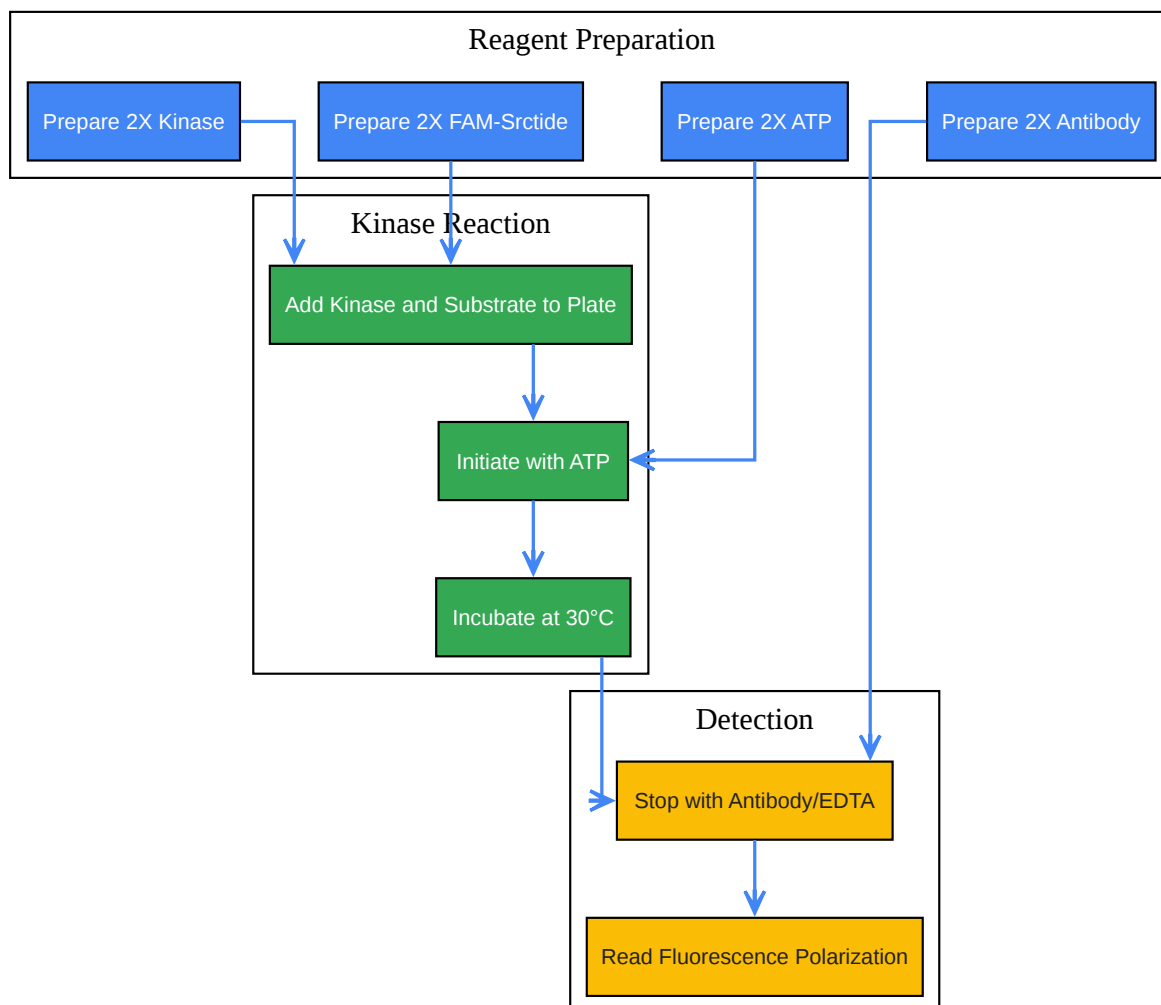 Reagent Preparation
Prepare 2X Kinase
Prepare 2X FAM-Srctide
Prepare 2X ATP
Prepare 2X Antibody
Kinase Reaction
Add Kinase and Substrate to Plate
Initiate with ATP
Incubate at 30°C
Detection
Stop with Antibody/EDTA
Read Fluorescence Polarization